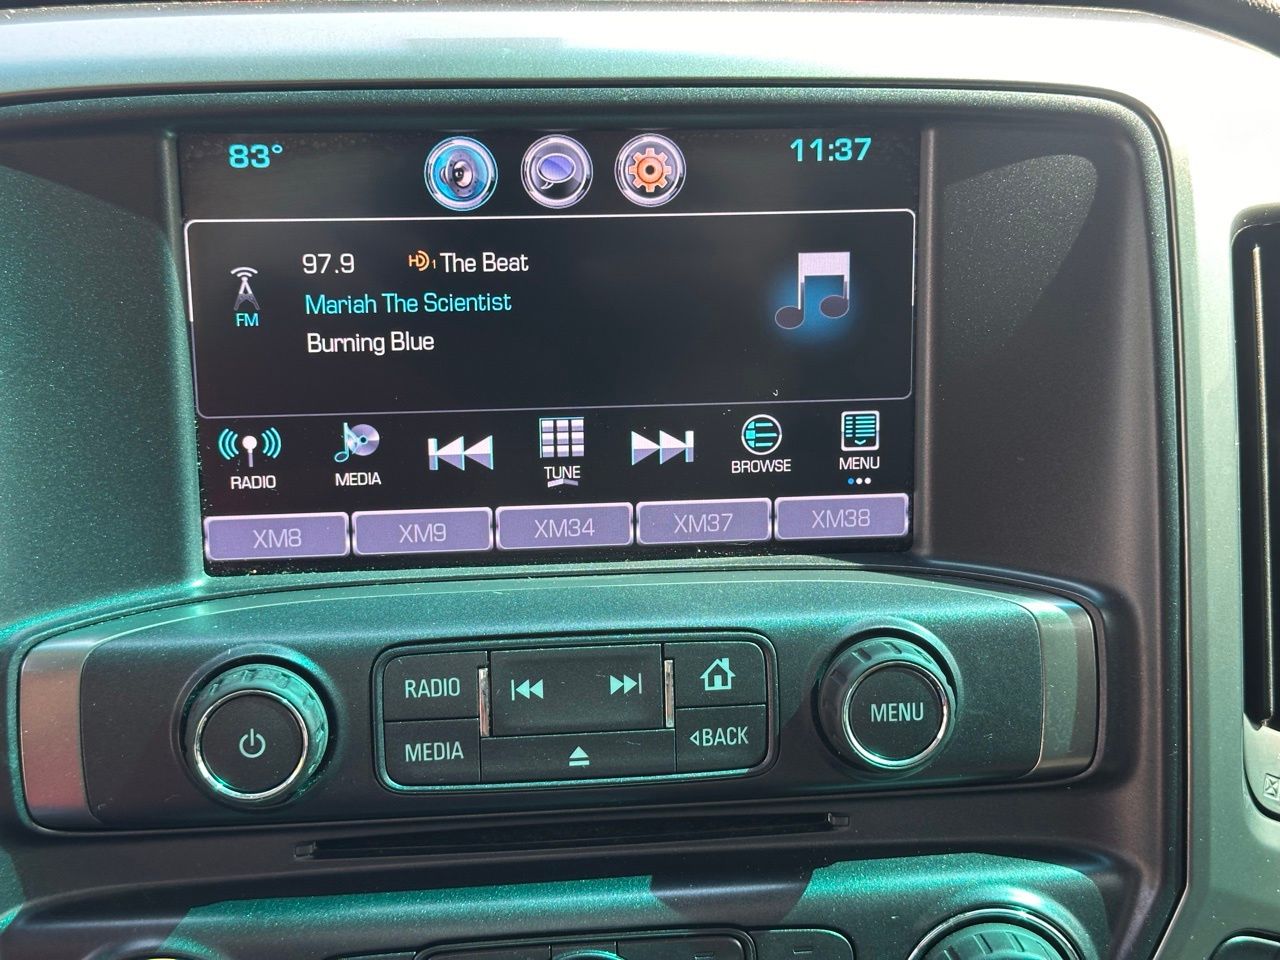 83°
11:37
97.9 HD1 The Beat
FM
Mariah The Scientist
Burning Blue
RADIO
MEDIA
TUNE
BROWSE
MENU
XM8
XM9
XM34
XM37
XM38
RADIO
MEDIA
BACK
MENU